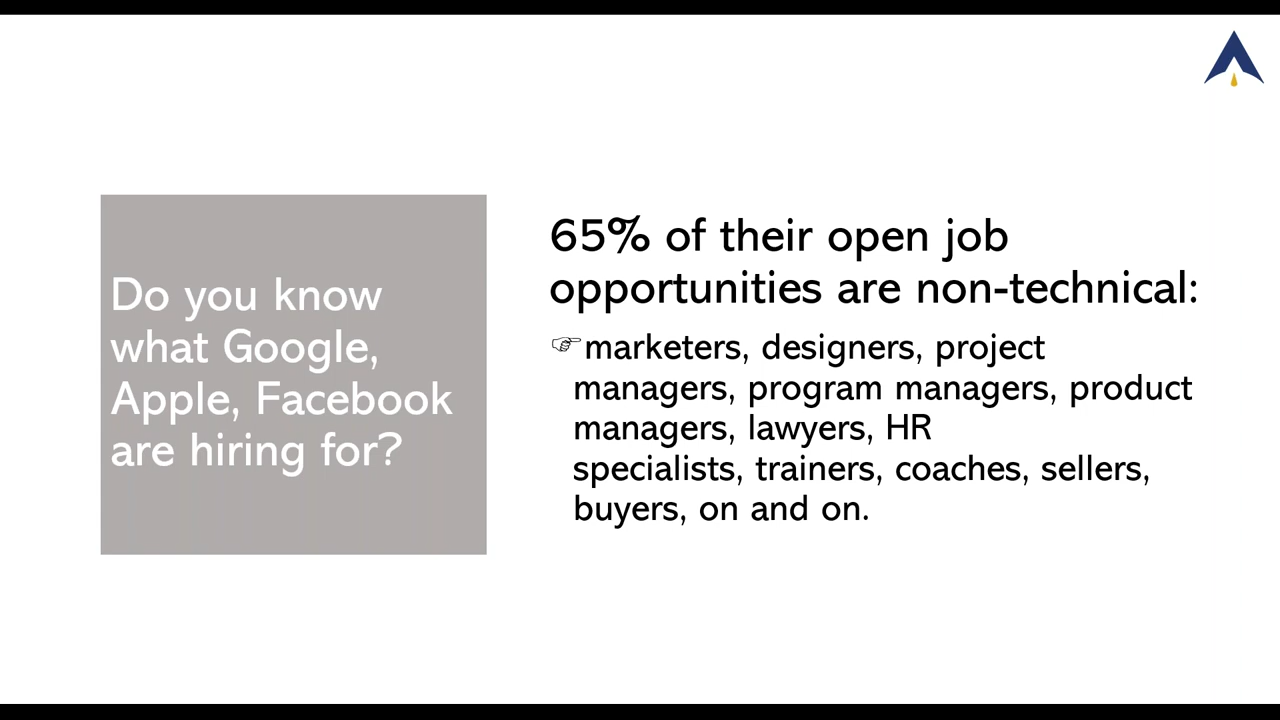 Do you know
what Google,
Apple, Facebook
are hiring for?
65% of their open job
opportunities are non-technical:
☞marketers, designers, project
managers, program managers, product
managers, lawyers, HR
specialists, trainers, coaches, sellers,
buyers, on and on.